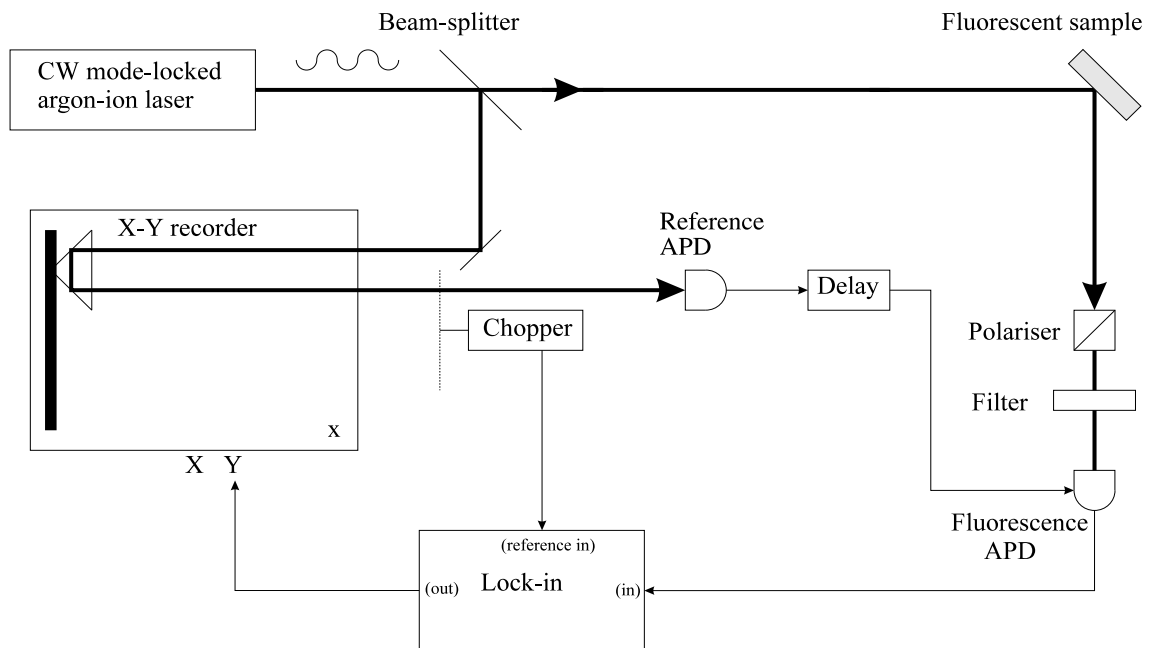 Beam-splitter
Fluorescent sample
CW mode-locked
argon-ion laser
X-Y recorder
Reference
APD
Delay
Chopper
Polariser
Filter
x
X Y
Fluorescence
APD
(reference in)
(out)
Lock-in
(in)